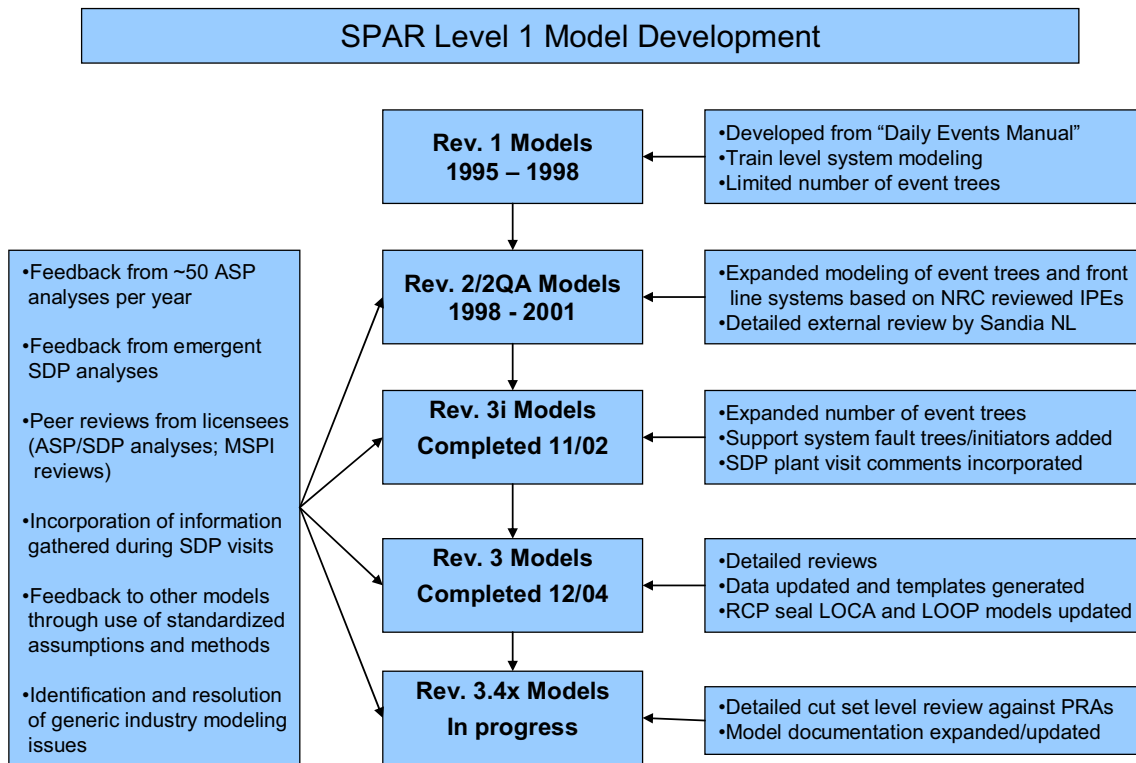 SPAR Level 1 Model Development
Rev. 1 Models
1995 – 1998
•Developed from “Daily Events Manual”
•Train level system modeling
•Limited number of event trees
•Feedback from ~50 ASP
analyses per year
•Feedback from emergent
SDP analyses
•Peer reviews from licensees
(ASP/SDP analyses; MSPI
reviews)
•Incorporation of information
gathered during SDP visits
•Feedback to other models
through use of standardized
assumptions and methods
•Identification and resolution
of generic industry modeling
issues
Rev. 2/2QA Models
1998 - 2001
•Expanded modeling of event trees and front
line systems based on NRC reviewed IPEs
•Detailed external review by Sandia NL
Rev. 3i Models
Completed 11/02
•Expanded number of event trees
•Support system fault trees/initiators added
•SDP plant visit comments incorporated
Rev. 3 Models
Completed 12/04
•Detailed reviews
•Data updated and templates generated
•RCP seal LOCA and LOOP models updated
Rev. 3.4x Models
In progress
•Detailed cut set level review against PRAs
•Model documentation expanded/updated